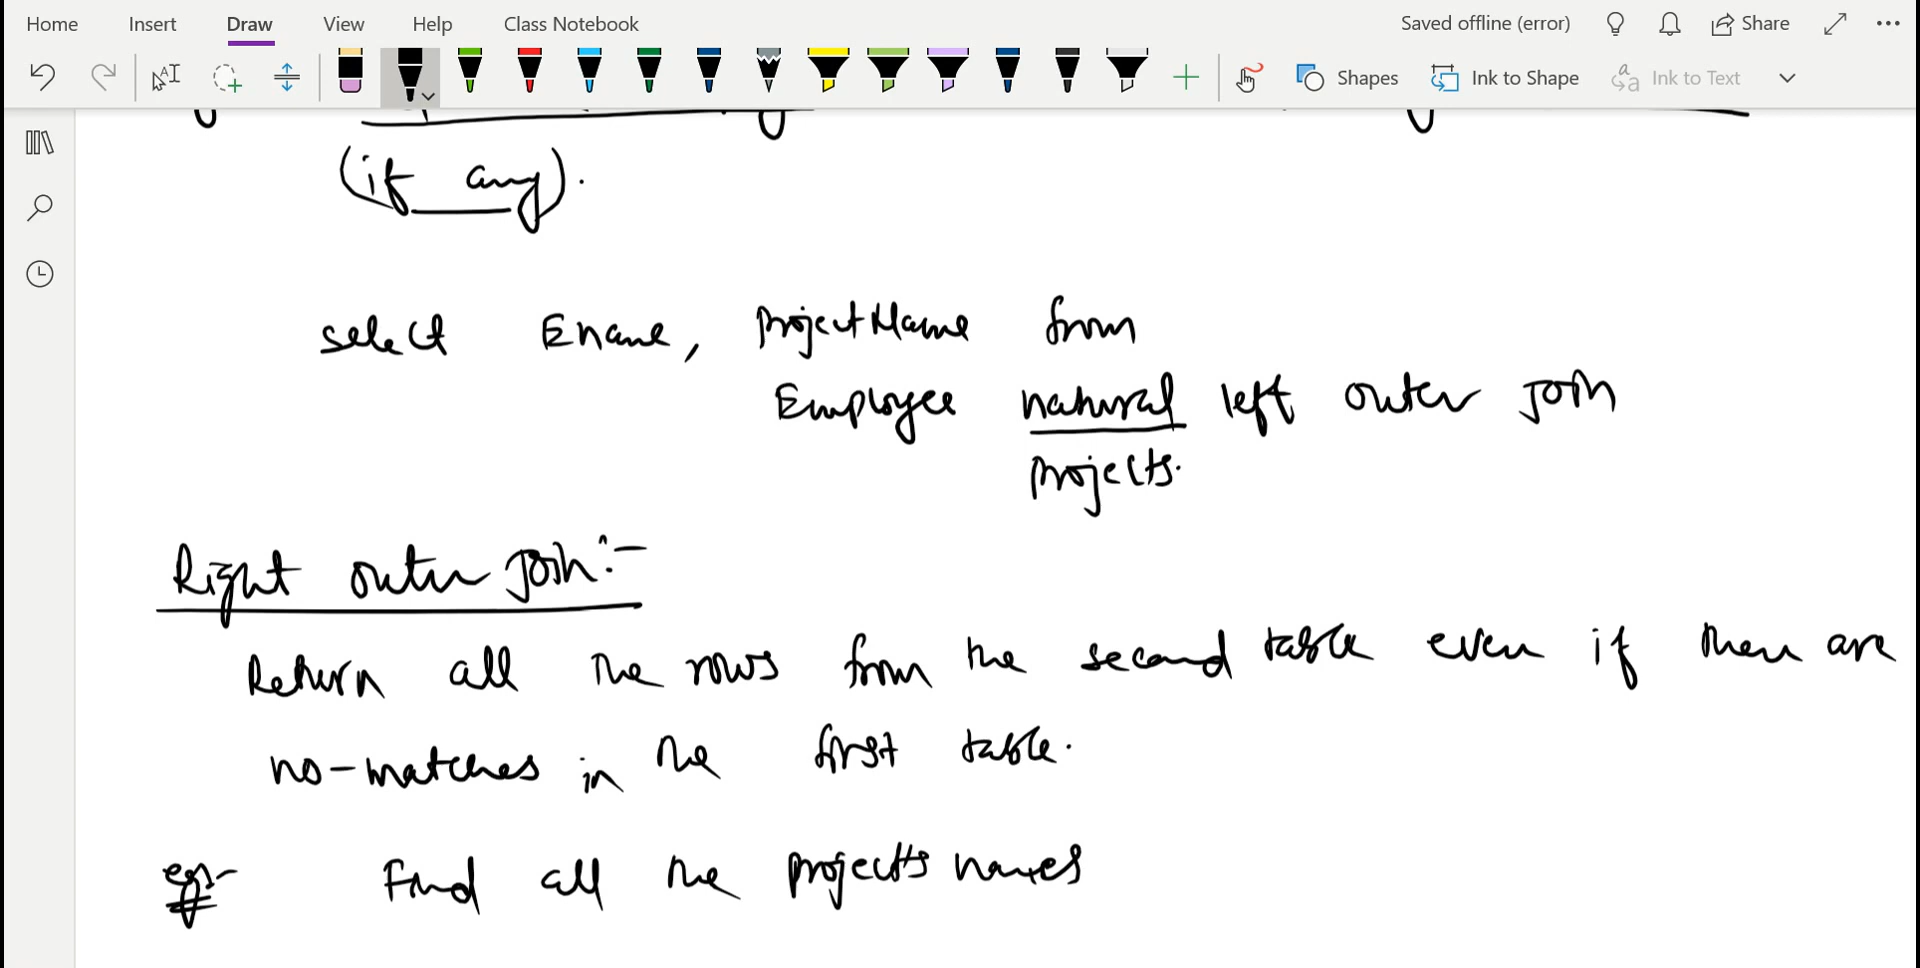 Home Insert Draw View Help Class Notebook Saved offline (error) Share
Shapes Ink to Shape Ink to Text
(if any).
select Ename, ProjectName from
Employee natural left outer join
projects.
Right outer join:-
Return all the rows from the second table even if there are
no-matches in the first table.
eg:- Find all the projects names